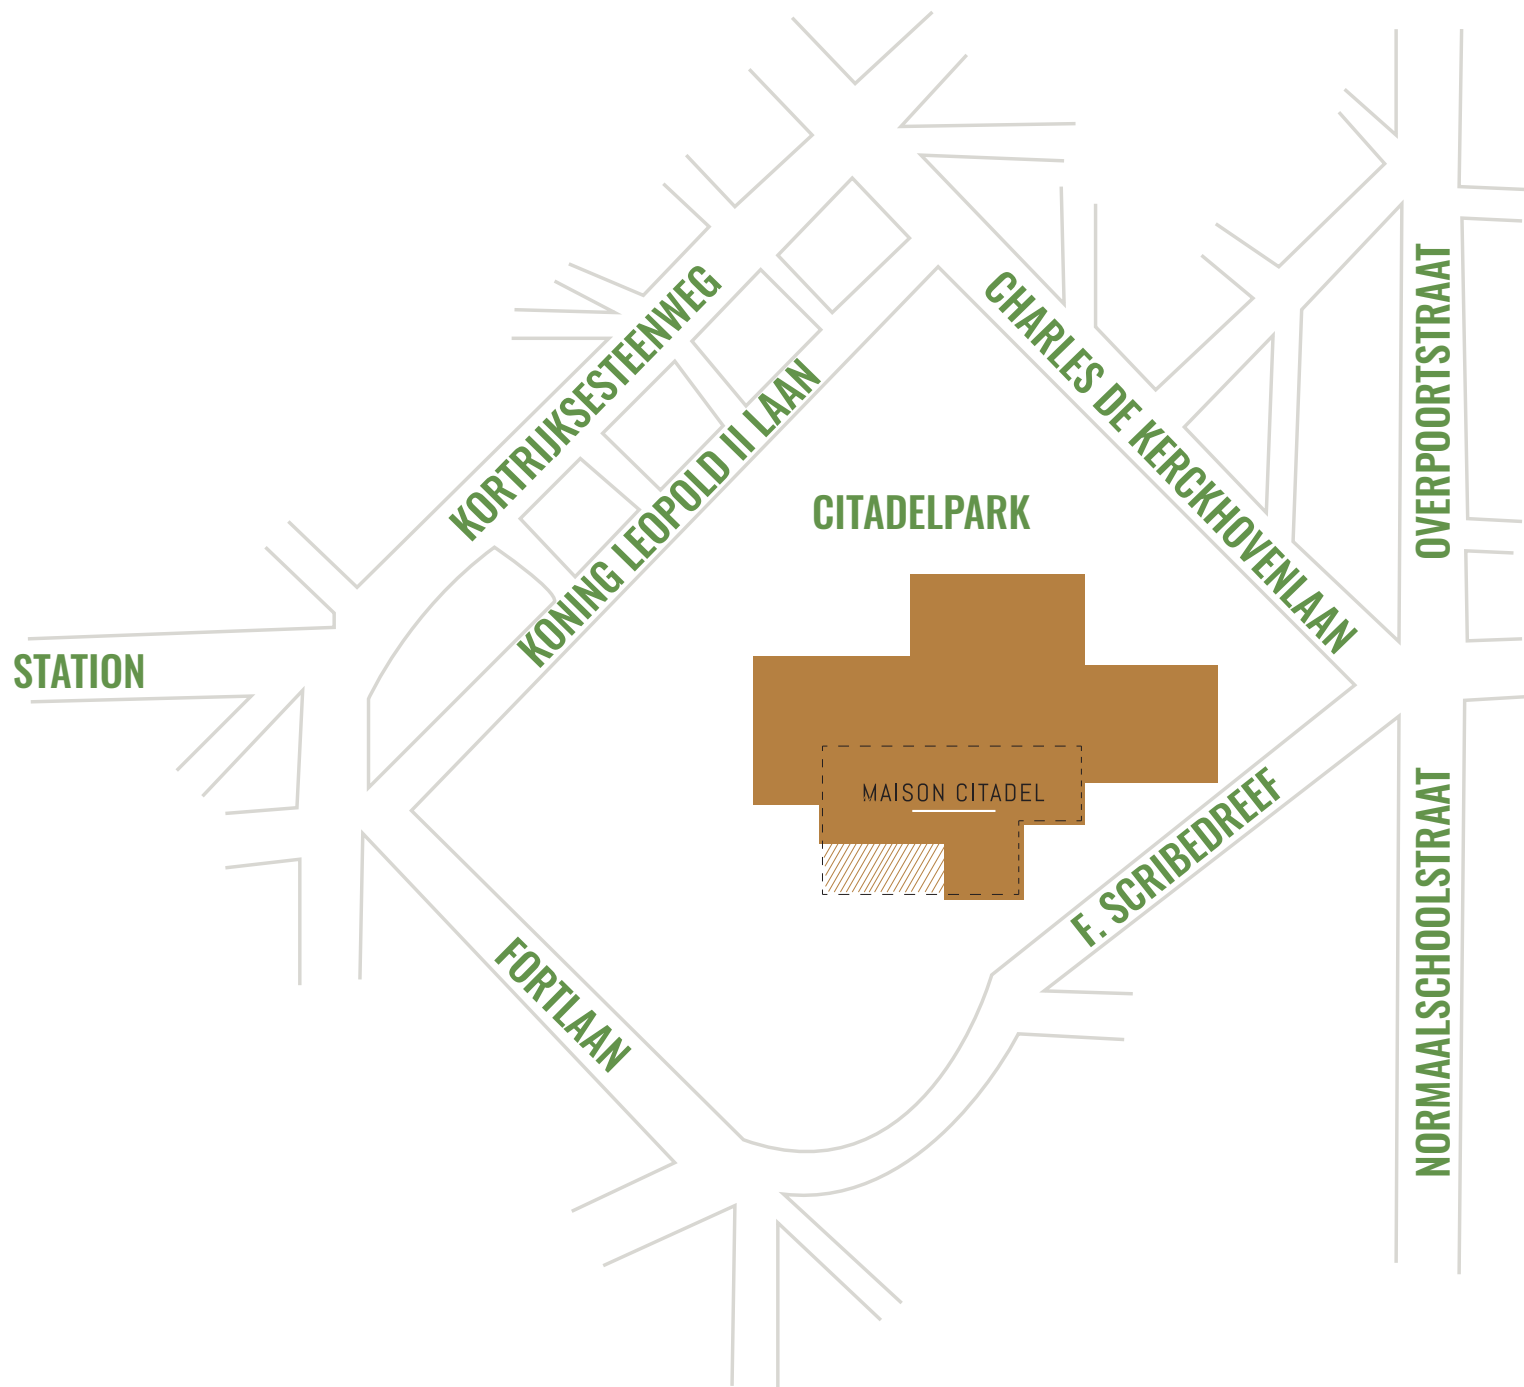 KORTRIJKSESTEENWEG
KONING LEOPOLD II LAAN
CHARLES DE KERCKHOVENLAAN
OVERPOORTSTRAAT
CITADELPARK
STATION
MAISON CITADEL
F. SCRIBEDREEF
NORMAALSCHOOLSTRAAT
FORTLAAN